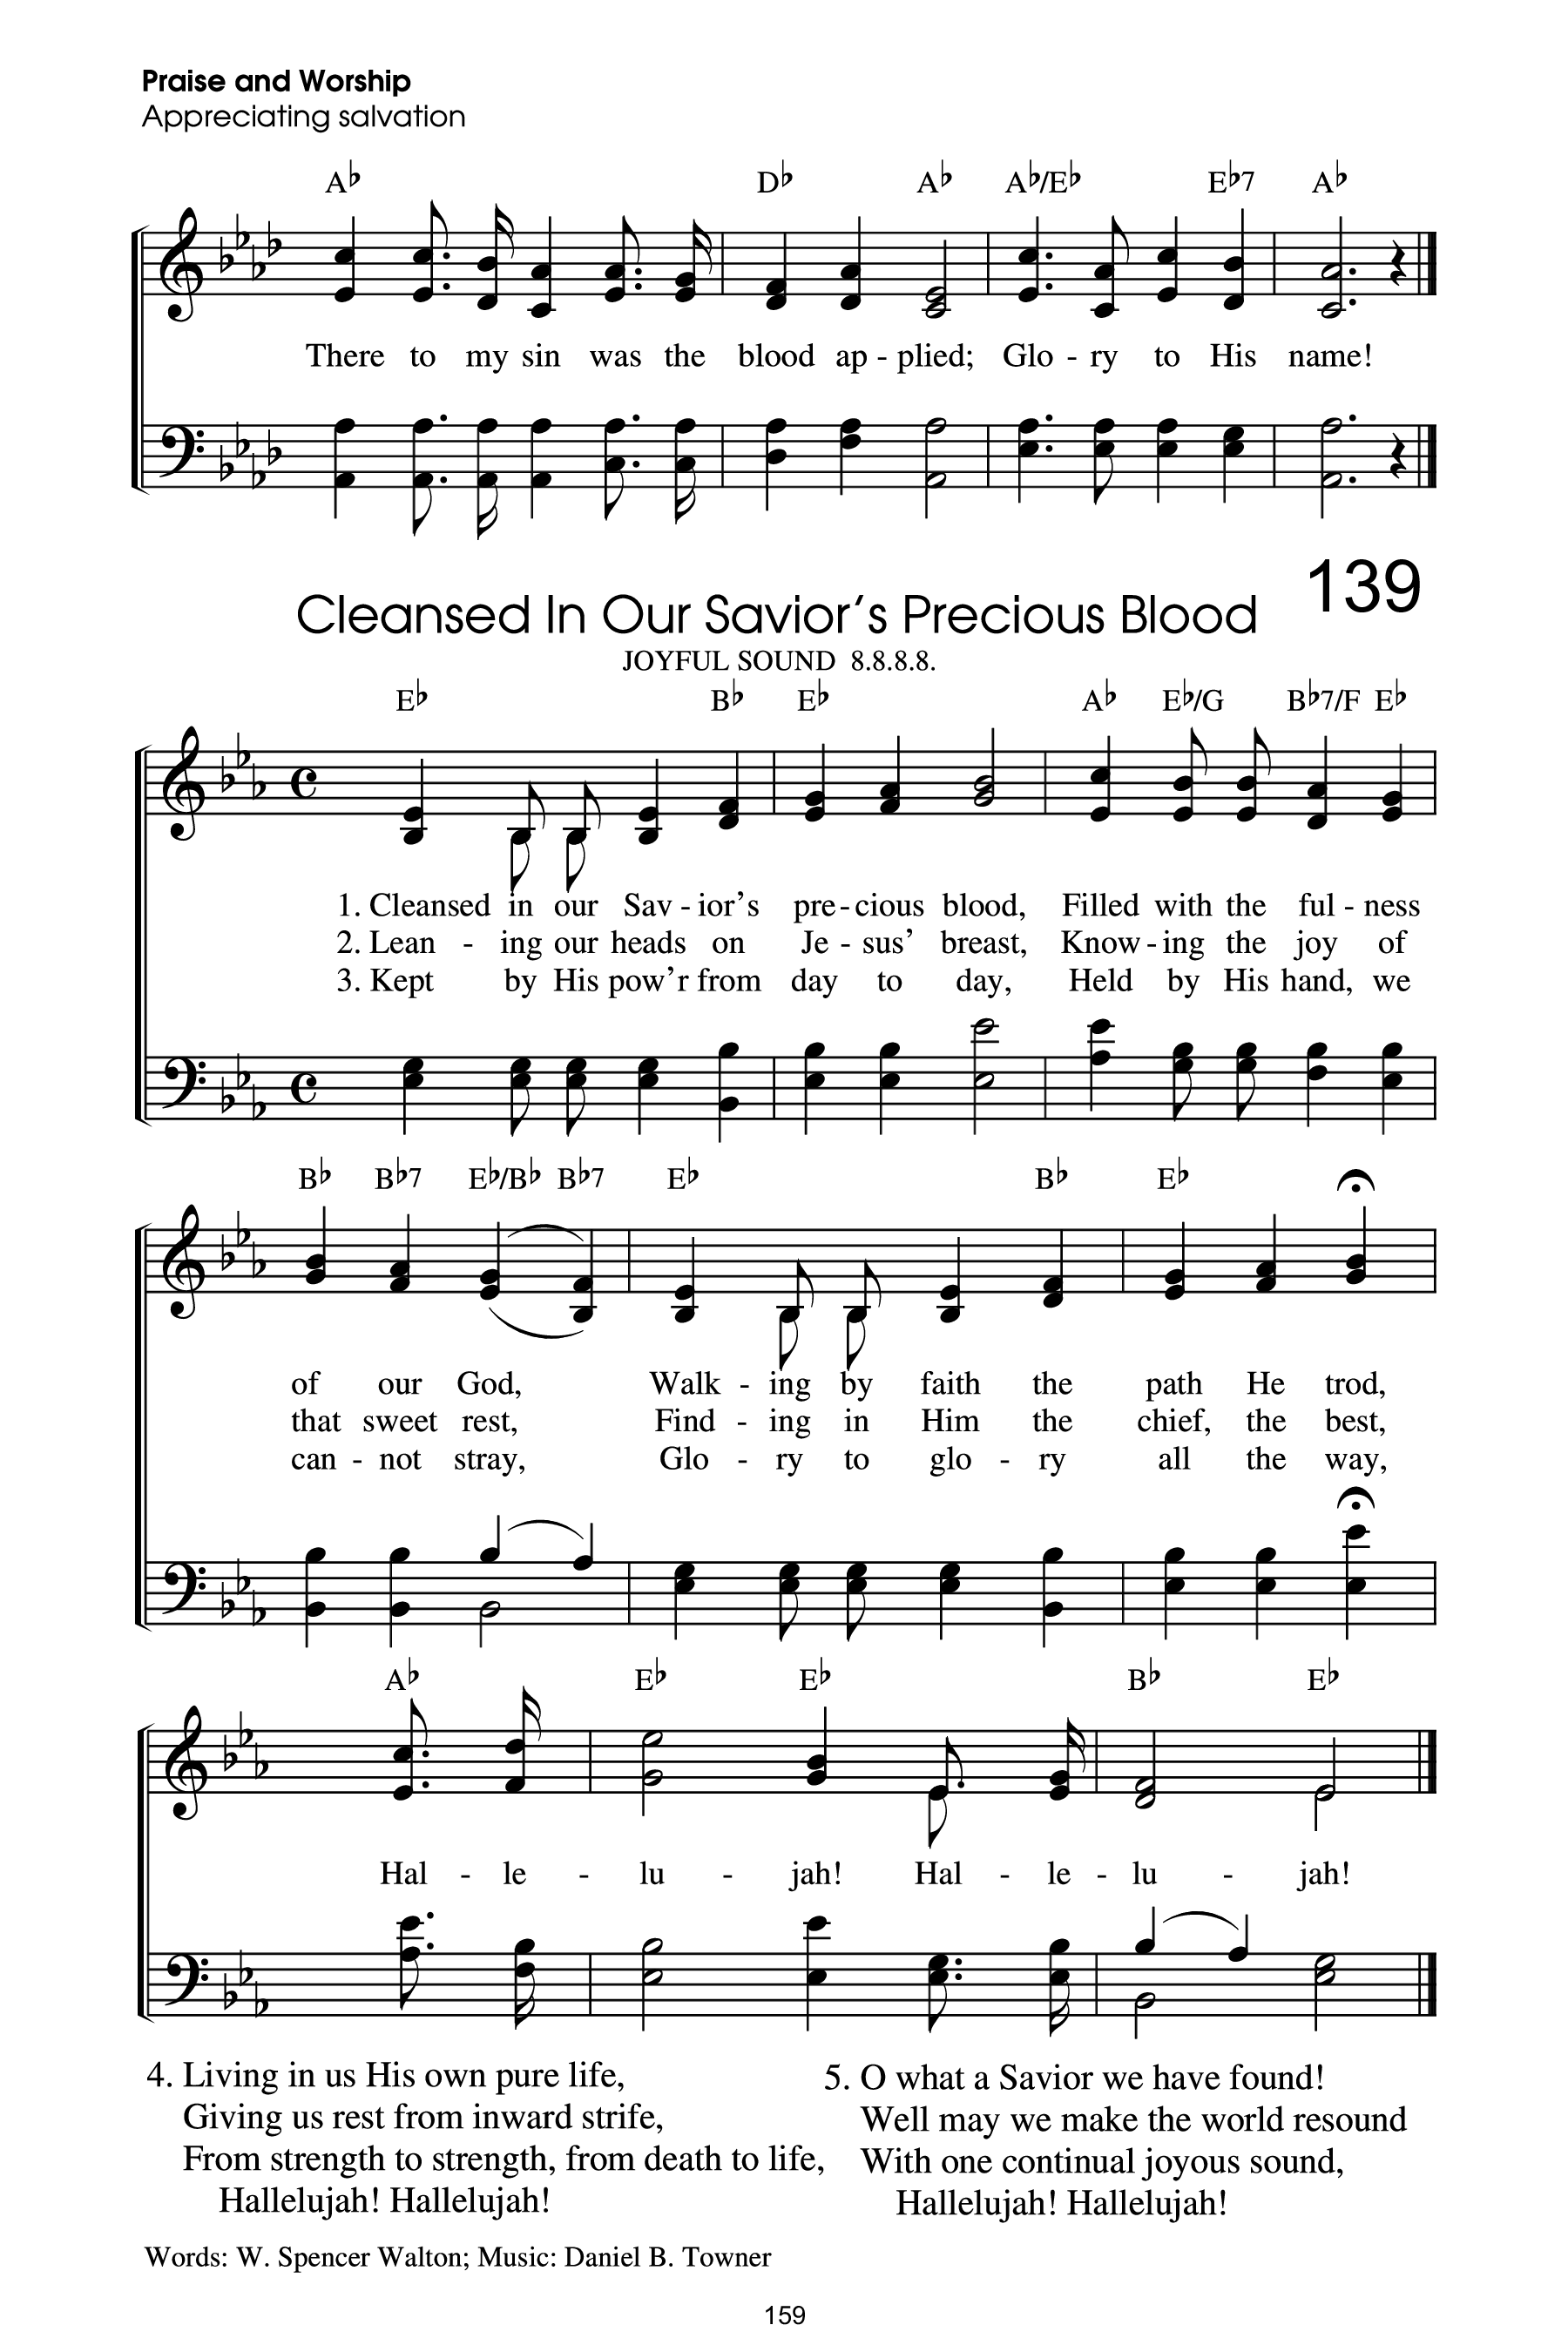 Praise and Worship
Appreciating salvation
A♭ D♭ A♭ A♭/E♭ E♭7 A♭
There to my sin was the blood ap - plied; Glo - ry to His name!
139
Cleansed In Our Savior's Precious Blood
JOYFUL SOUND 8.8.8.8.
E♭ B♭ E♭ A♭ E♭/G B♭7/F E♭
1. Cleansed in our Sav - ior's pre - cious blood, Filled with the ful - ness
2. Lean - ing our heads on Je - sus' breast, Know - ing the joy of
3. Kept by His pow'r from day to day, Held by His hand, we
B♭ B♭7 E♭/B♭ B♭7 E♭ B♭ E♭
of our God, Walk - ing by faith the path He trod,
that sweet rest, Find - ing in Him the chief, the best,
can - not stray, Glo - ry to glo - ry all the way,
A♭ E♭ E♭ B♭ E♭
Hal - le - lu - jah! Hal - le - lu - jah!
4. Living in us His own pure life,
Giving us rest from inward strife,
From strength to strength, from death to life,
Hallelujah! Hallelujah!
5. O what a Savior we have found!
Well may we make the world resound
With one continual joyous sound,
Hallelujah! Hallelujah!
Words: W. Spencer Walton; Music: Daniel B. Towner
159